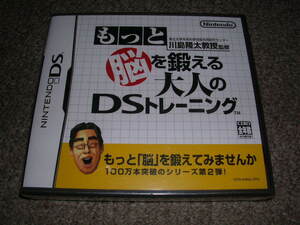 Nintendo
東北大学未来科学技術共同研究センター
川島隆太教授監修
もっと
脳を鍛える
大人の
DSトレーニング
NINTENDO DS
もっと「脳」を鍛えてみませんか
100万本突破のシリーズ第2弾!